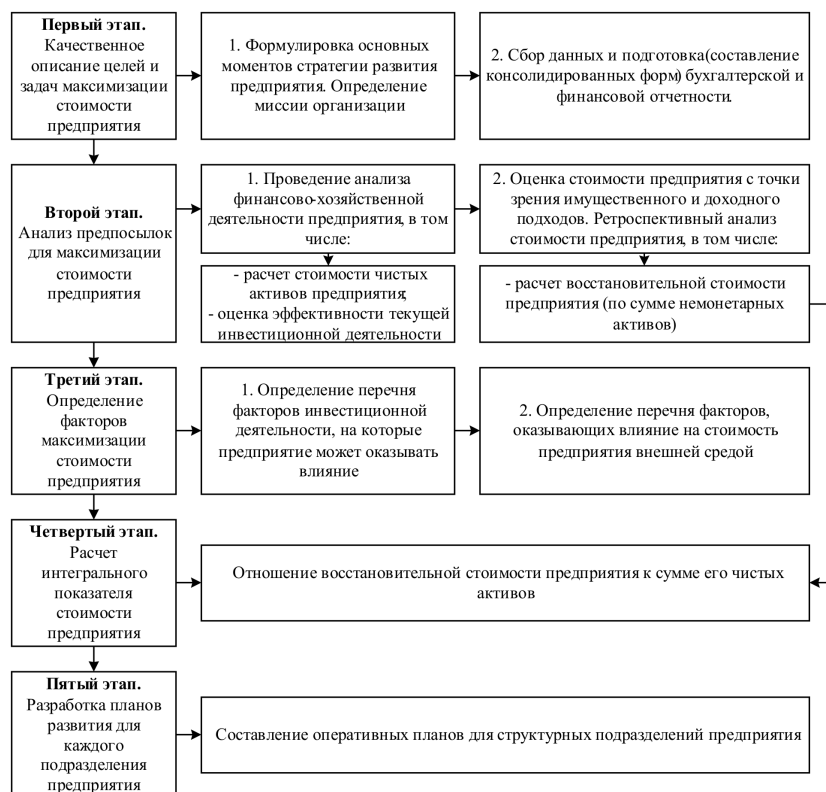 Первый этап.
Качественное
описание целей и
задач максимизации
стоимости
предприятия
1. Формулировка основных
моментов стратегии развития
предприятия. Определение
миссии организации
2. Сбор данных и подготовка(составление
консолидированных форм) бухгалтерской и
финансовой отчетности.
Второй этап.
Анализ предпосылок
для максимизации
стоимости
предприятия
1. Проведение анализа
финансово-хозяйственной
деятельности предприятия, в том
числе:
2. Оценка стоимости предприятия с точки
зрения имущественного и доходного
подходов. Ретроспективный анализ
стоимости предприятия, в том числе:
- расчет стоимости чистых
активов предприятия;
- оценка эффективности текущей
инвестиционной деятельности
- расчет восстановительной стоимости
предприятия (по сумме немонетарных
активов)
Третий этап.
Определение
факторов
максимизации
стоимости
предприятия
1. Определение перечня
факторов инвестиционной
деятельности, на которые
предприятие может оказывать
влияние
2. Определение перечня факторов,
оказывающих влияние на стоимость
предприятия внешней средой
Четвертый этап.
Расчет
интегрального
показателя
стоимости
предприятия
Отношение восстановительной стоимости предприятия к сумме его чистых
активов
Пятый этап.
Разработка планов
развития для
каждого
подразделения
предприятия
Составление оперативных планов для структурных подразделений предприятия